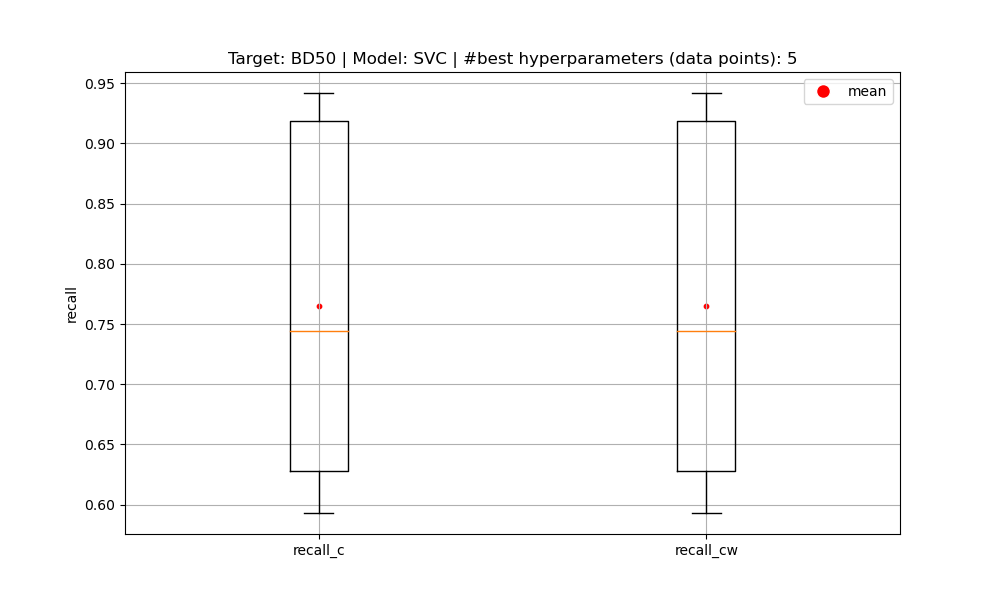 Target: BD50 | Model: SVC | #best hyperparameters (data points): 5
mean
recall
0.95
0.90
0.85
0.80
0.75
0.70
0.65
0.60
recall_c
recall_cw